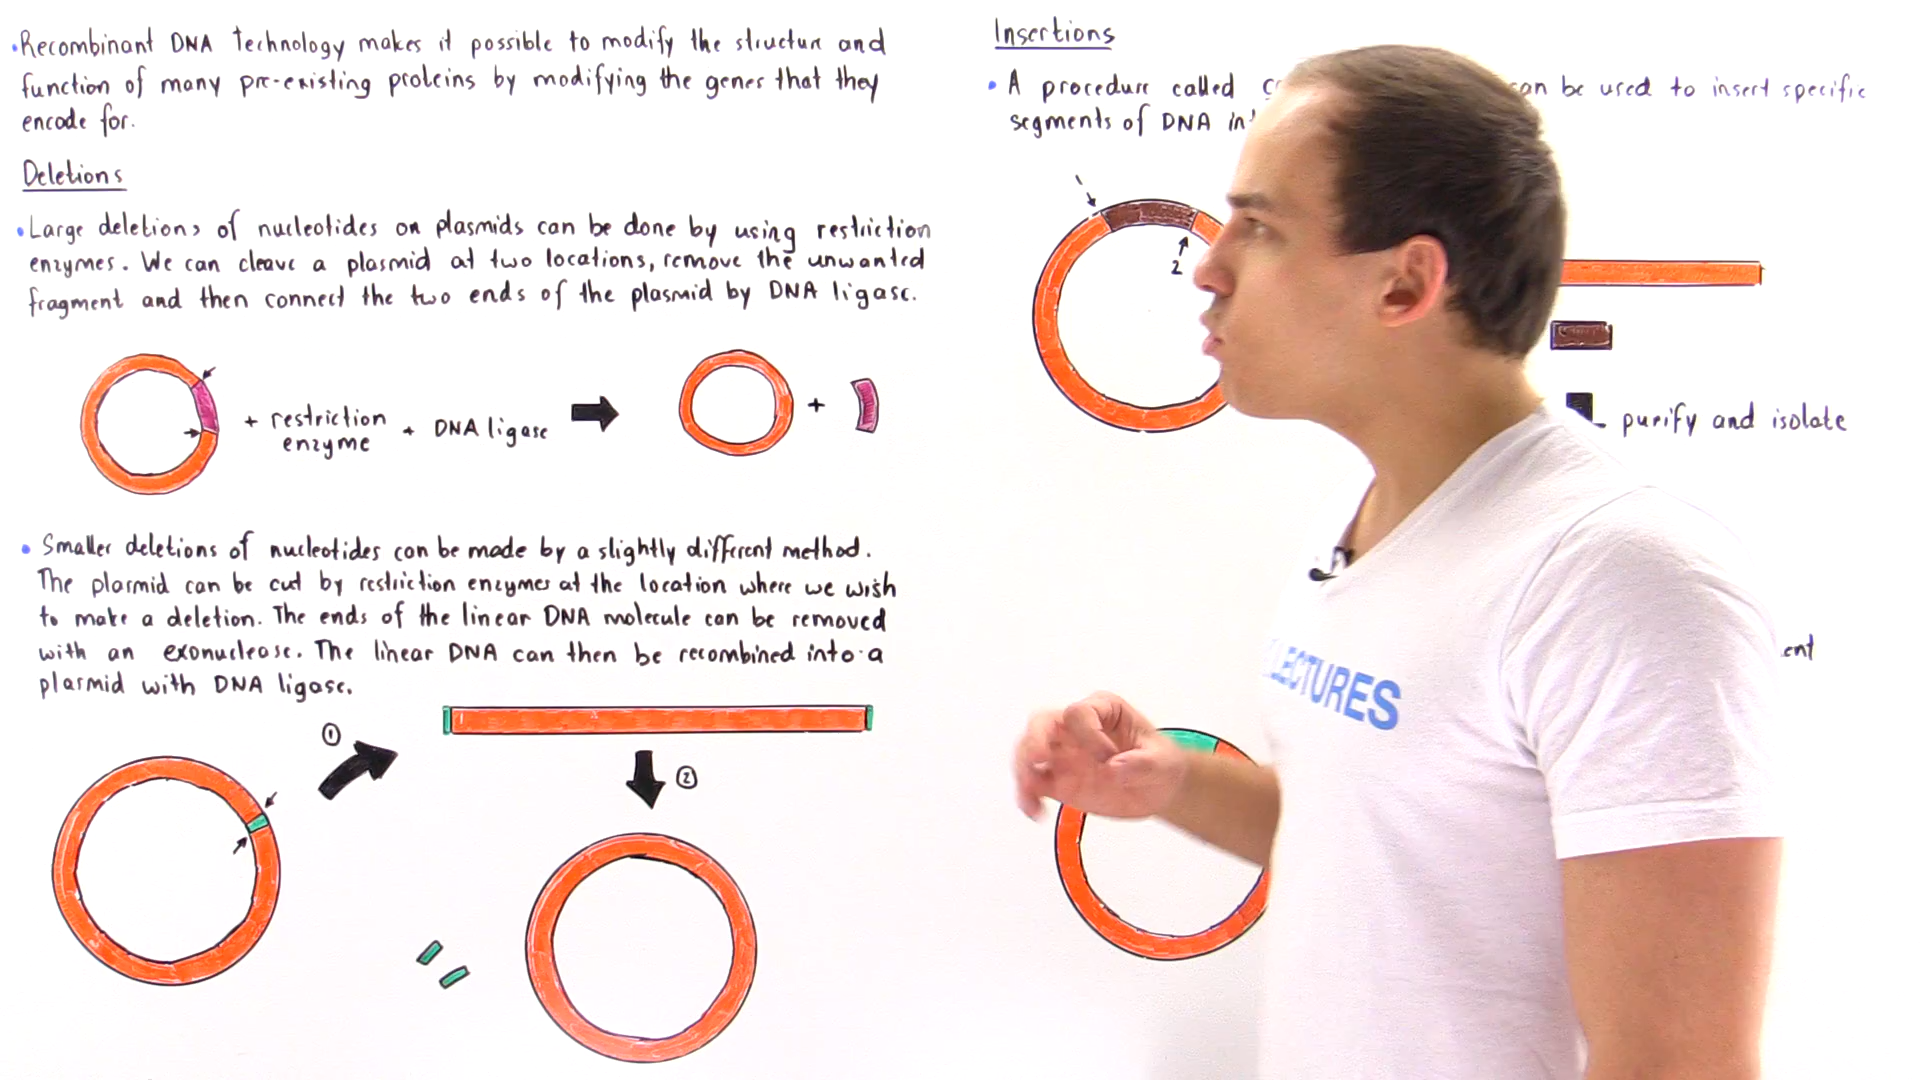 •Recombinant DNA technology makes it possible to modify the structure and
function of many pre-existing proteins by modifying the genes that they
encode for.
Deletions
•Large deletions of nucleotides on plasmids can be done by using restriction
enzymes. We can cleave a plasmid at two locations, remove the unwanted
fragment and then connect the two ends of the plasmid by DNA ligase.
+ restriction enzyme + DNA ligase
+
• Smaller deletions of nucleotides can be made by a slightly different method.
The plasmid can be cut by restriction enzymes at the location where we wish
to make a deletion. The ends of the linear DNA molecule can be removed
with an exonuclease. The linear DNA can then be recombined into a
plasmid with DNA ligase.
1
2
Insertions
• A procedure called can be used to insert specific
segments of DNA
1
2
purify and isolate
LECTURES